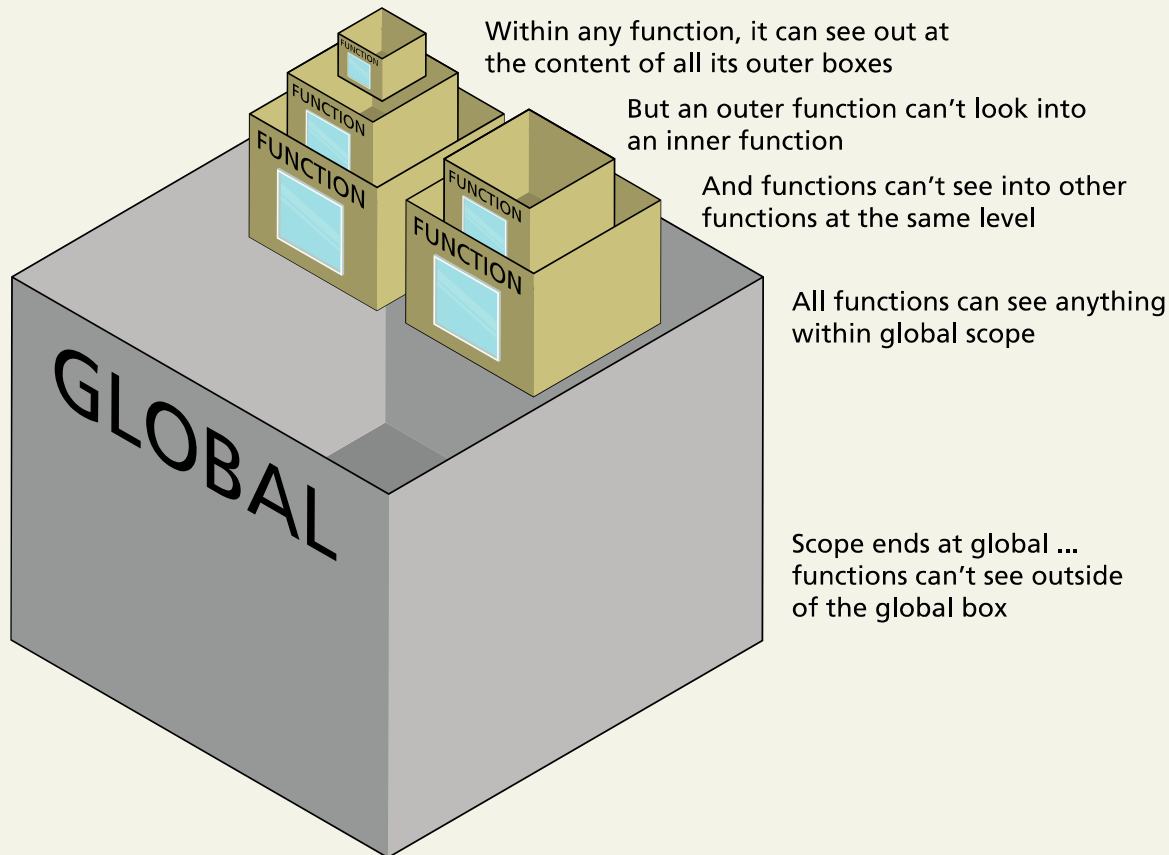 Within any function, it can see out at
the content of all its outer boxes
But an outer function can't look into
an inner function
And functions can't see into other
functions at the same level
All functions can see anything
within global scope
Scope ends at global ...
functions can't see outside
of the global box
FUNCTION
FUNCTION
FUNCTION
FUNCTION
FUNCTION
GLOBAL